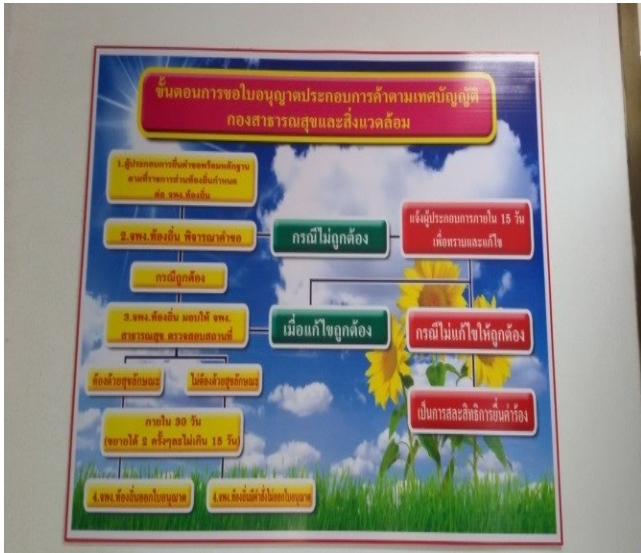 ขั้นตอนการขอใบอนุญาตประกอบการค้าตามเทศบัญญัติ
กองสาธารณสุขและสิ่งแวดล้อม
1.ผู้ประกอบการยื่นคำขอพร้อมหลักฐาน
ตามที่ราชการส่วนท้องถิ่นกำหนด
ต่อ จพง.ท้องถิ่น
2.จพง.ท้องถิ่น พิจารณาคำขอ
กรณีไม่ถูกต้อง
แจ้งผู้ประกอบการภายใน 15 วัน
เพื่อทราบและแก้ไข
กรณีถูกต้อง
3.จพง.ท้องถิ่น มอบให้ จพง.
สาธารณสุข ตรวจสอบสถานที่
เมื่อแก้ไขถูกต้อง
กรณีไม่แก้ไขให้ถูกต้อง
ต้องด้วยสุขลักษณะ
ไม่ต้องด้วยสุขลักษณะ
เป็นการสละสิทธิการยื่นคำร้อง
ภายใน 30 วัน
(ขยายได้ 2 ครั้งๆละไม่เกิน 15 วัน)
4.จพง.ท้องถิ่นออกใบอนุญาต
4.จพง.ท้องถิ่นมีคำสั่งไม่ออกใบอนุญาต